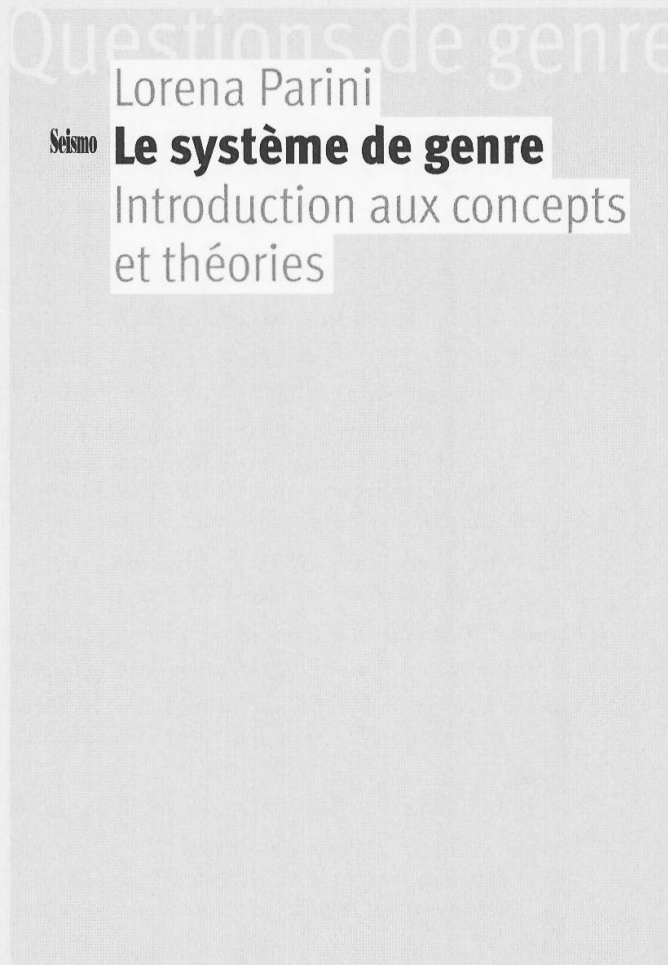 Questions de genre
Lorena Parini
Seismo Le système de genre
Introduction aux concepts
et théories